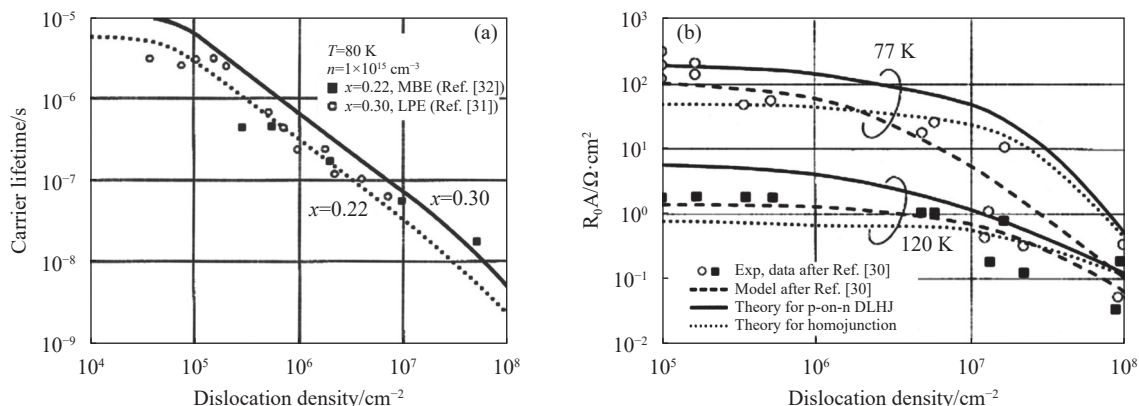 (a)
T=80 K
n=1×10¹⁵ cm⁻³
x=0.22, MBE (Ref. [32])
x=0.30, LPE (Ref. [31])
x=0.22
x=0.30
Carrier lifetime/s
10⁻⁵
10⁻⁶
10⁻⁷
10⁻⁸
10⁻⁹
10⁴ 10⁵ 10⁶ 10⁷ 10⁸
Dislocation density/cm⁻²
(b)
77 K
120 K
Exp, data after Ref. [30]
Model after Ref. [30]
Theory for p-on-n DLHJ
Theory for homojunction
R₀A/Ω·cm²
10³
10²
10¹
10⁰
10⁻¹
10⁻²
10⁵ 10⁶ 10⁷ 10⁸
Dislocation density/cm⁻²